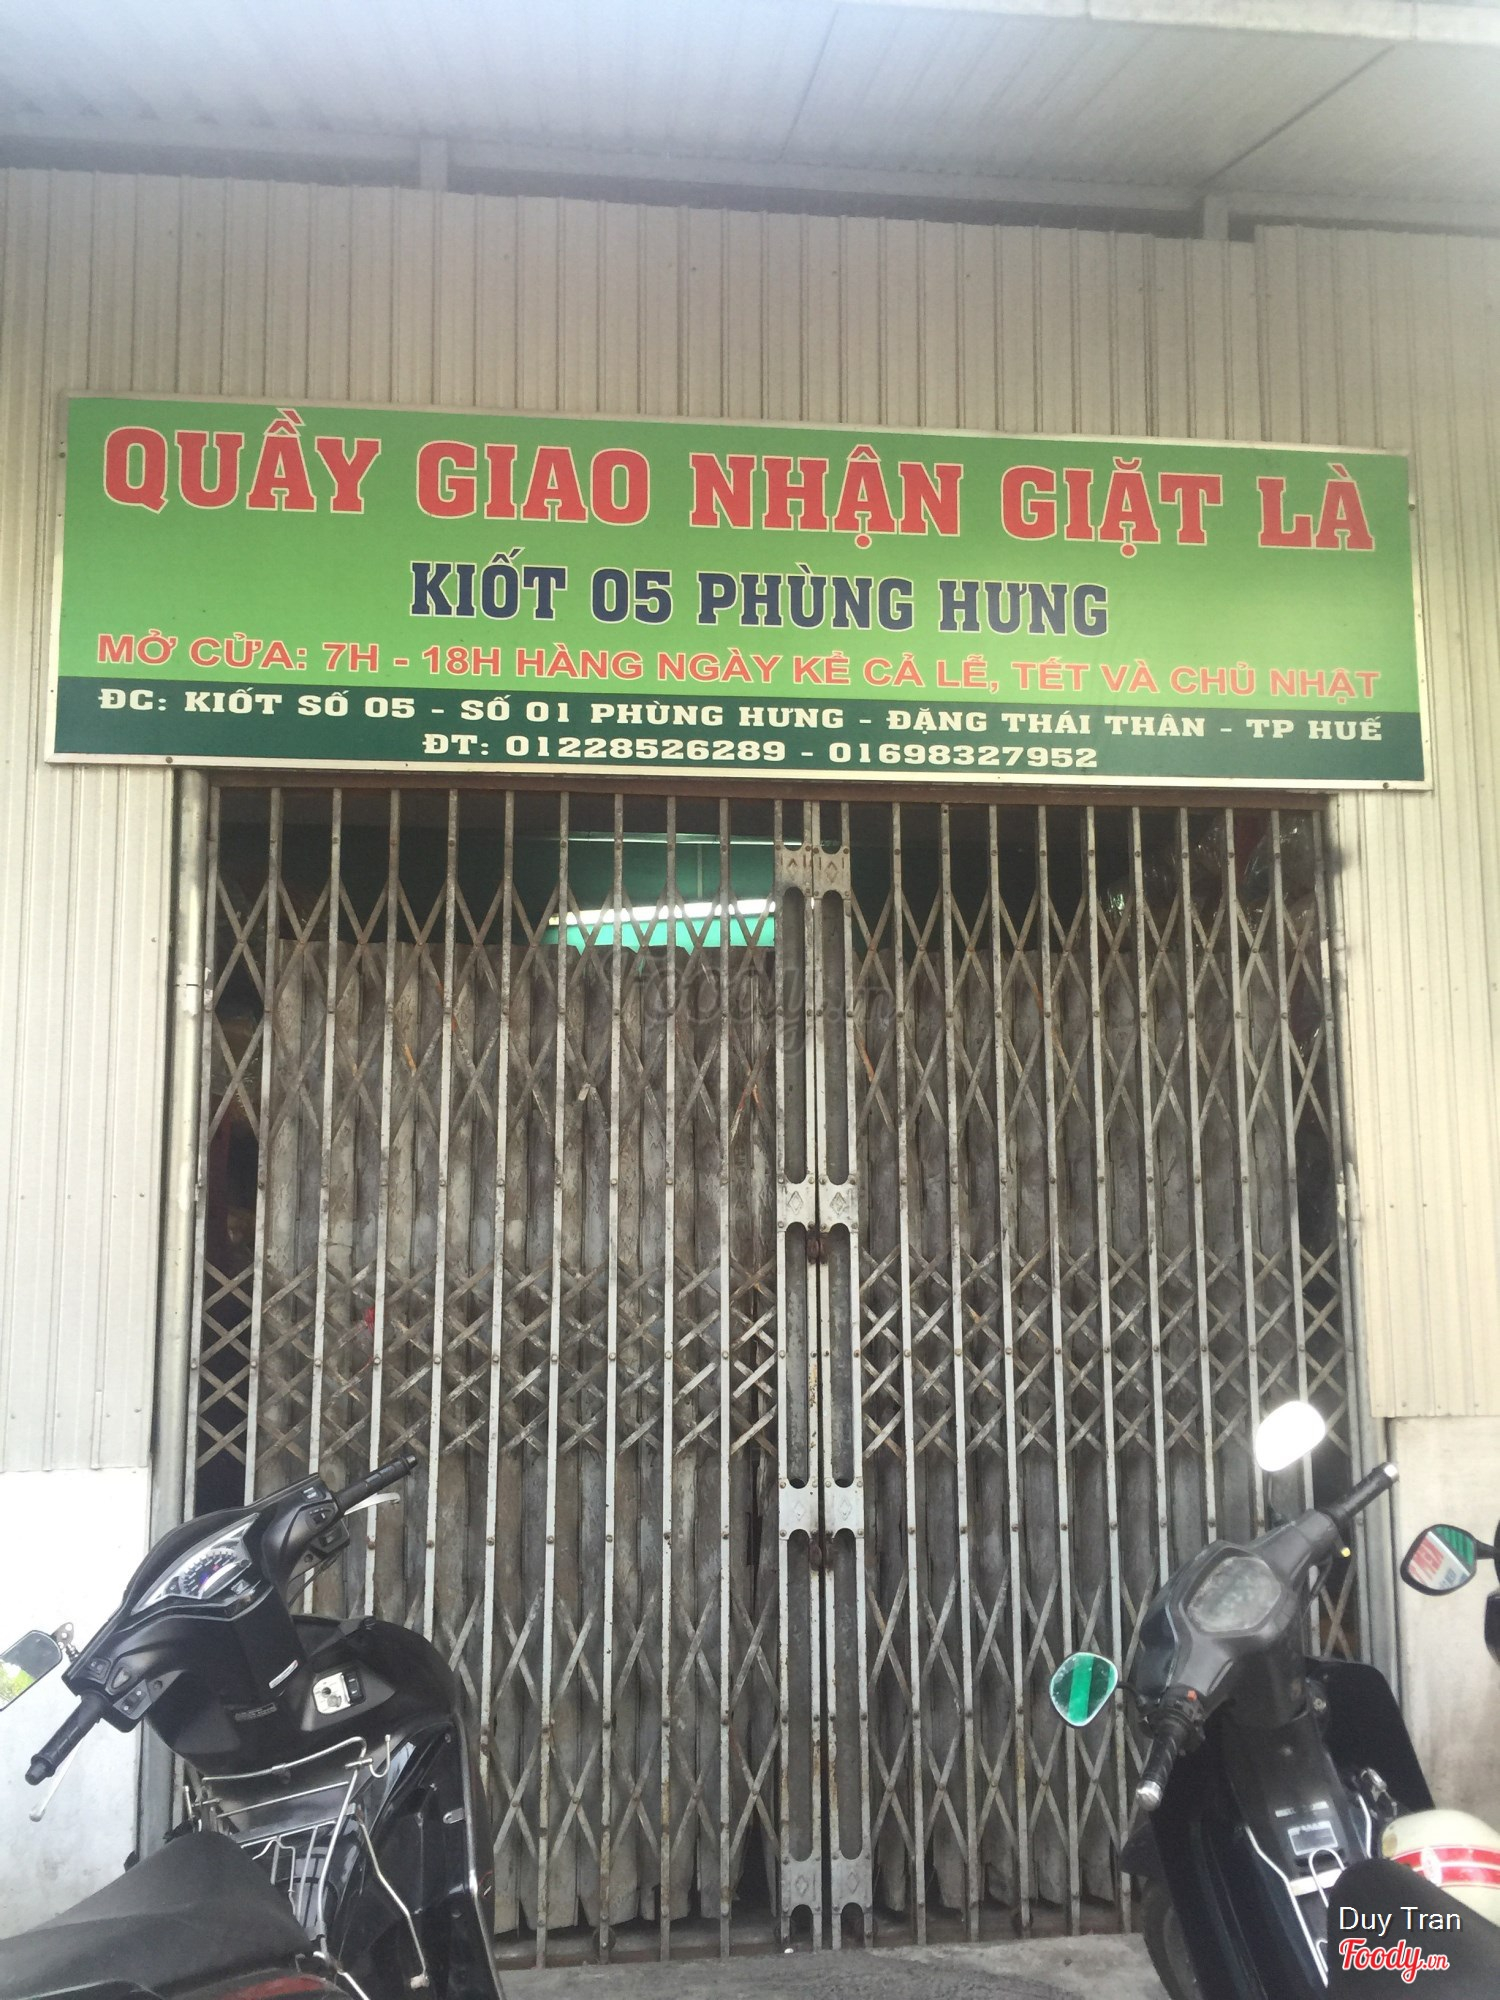 QUẦY GIAO NHẬN GIẶT LÀ
KIỐT 05 PHÙNG HƯNG
MỞ CỬA: 7H - 18H HÀNG NGÀY KỂ CẢ LỄ, TẾT VÀ CHỦ NHẬT
ĐC: KIỐT SỐ 05 - SỐ 01 PHÙNG HƯNG - ĐẶNG THÁI THÂN - TP HUẾ
ĐT: 01228526289 - 01698327952
Foody.vn
Duy Tran
Foody.vn